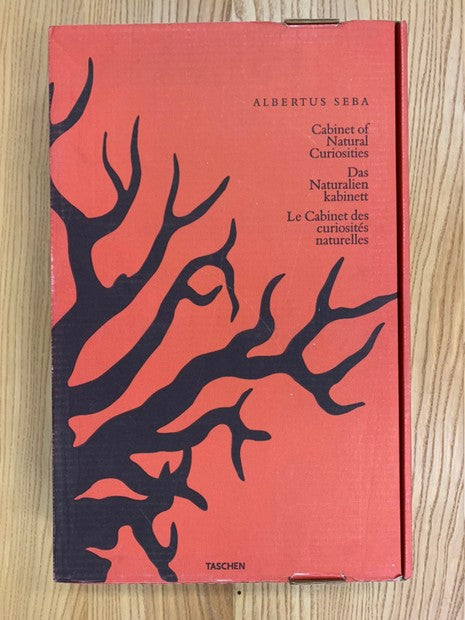 ALBERTUS SEBA
Cabinet of
Natural
Curiosities
Das
Naturalien
kabinett
Le Cabinet des
curiosités
naturelles
TASCHEN